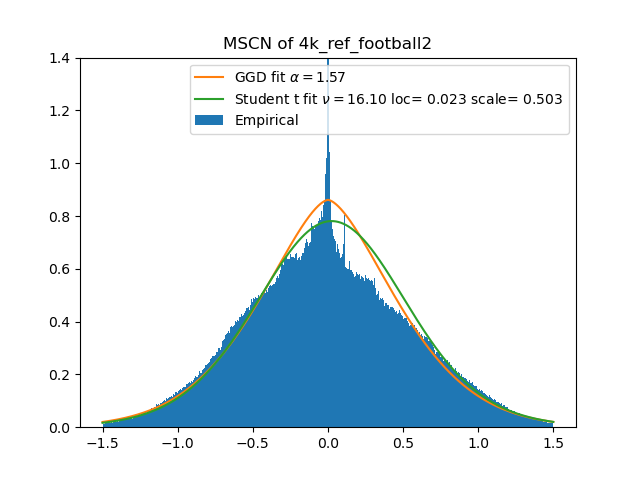 MSCN of 4k_ref_football2
GGD fit α = 1.57
Student t fit ν = 16.10 loc= 0.023 scale= 0.503
Empirical
1.4
1.2
1.0
0.8
0.6
0.4
0.2
0.0
−1.5 −1.0 −0.5 0.0 0.5 1.0 1.5